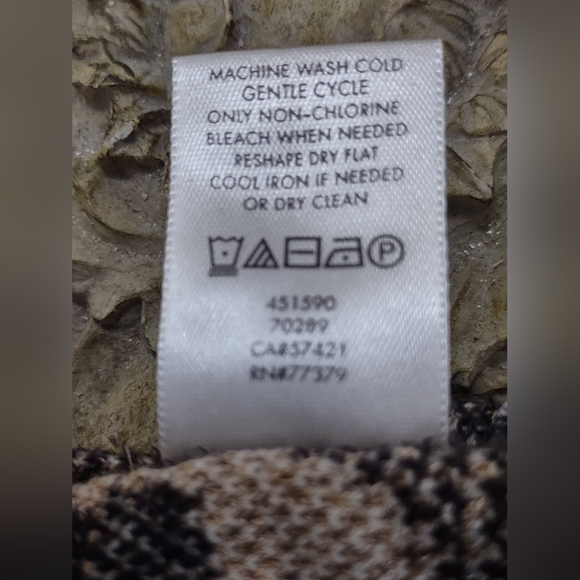 MACHINE WASH COLD
GENTLE CYCLE
ONLY NON-CHLORINE
BLEACH WHEN NEEDED
RESHAPE DRY FLAT
COOL IRON IF NEEDED
OR DRY CLEAN
P
451590
70289
CA#57421
RN#77379